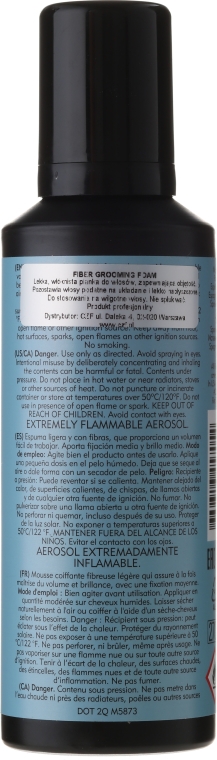 FIBER GROOMING FOAM
Lekka, włóknista pianka do włosów, zapewniająca objętość.
Pozostawia włosy podatne na układanie i lekko nabłyszczone.
Do stosowania na wilgotne włosy. Nie spłukiwać.
Produkt profesjonalny
open flame or other ignition source. Keep away from heat,
hot surfaces, sparks, open flames an other ignition sources.
No smoking.
(US/CA) Danger. Use only as directed. Avoid spraying in eyes
Intentional misuse by deliberately concentrating and inhaling
the contents can be harmful or fatal. Contents under
pressure. Do not place in hot water or near radiators, stoves
or other sources of heat. Do not puncture or incinerate
container or store at temperatures over 50°C/120°F. Do not
use in presence of open flame or spark. KEEP OUT OF
REACH OF CHILDREN. Avoid contact with eyes.
EXTREMELY FLAMMABLE AEROSOL.
(ES) Espuma ligera y con fibras, que proporciona un volumen
fácil de trabajar. Aporta fijación media y brillo medio. Modo
de empleo: Agite bien el producto antes de usarlo. Aplique
una pequeña dosis en el pelo húmedo. Deja que se seque al
aire o dale forma con un secador de pelo. Peligro: Recipiente
a presión: Puede reventar si se calienta. Mantener alejado del
calor, de superficies calientes, de chispas, de llamas abiertas
y de cualquier otra fuente de ignición. No fumar. No
pulverizar sobre una llama abierta u otra fuente de ignición.
No perforar ni quemar, incluso después de su uso. Proteger
de la luz solar. No exponer a temperaturas superiores a
50°C/122°F. MANTENER FUERA DEL ALCANCE DE LOS
NIÑOS. Evitar el contacto con los ojos.
AEROSOL EXTREMADAMENTE
INFLAMABLE.
(FR) Mousse coiffante fibreuse légère qui assure à la fois
maîtrise du volume et brillance, avec une fixation moyenne.
Mode d'emploi : Bien agiter avant utilisation. Appliquer en
quantité modérée sur cheveux humides. Laisser sécher
naturellement à l'air ou coiffer à l'aide d'un sèche-cheveux
selon les besoins. Danger : Récipient sous pression: peut
éclater sous l'effet de la chaleur. Protéger du rayonnement
solaire. Ne pas exposer à une température supérieure à 50
°C/122 °F. Ne pas perforer, ni brûler, même après usage. Ne
pas vaporiser sur une flamme nue ou sur toute autre source
d'ignition. Tenir à l'écart de la chaleur, des surfaces chaudes,
des étincelles, des flammes nues et de toute autre source
d'inflammation. Ne pas fumer.
(CA) Danger. Contenu sous pression. Ne pas mettre dans
l'eau chaude ni près des radiateurs, poêles ou autres sources
DOT 2Q M5873